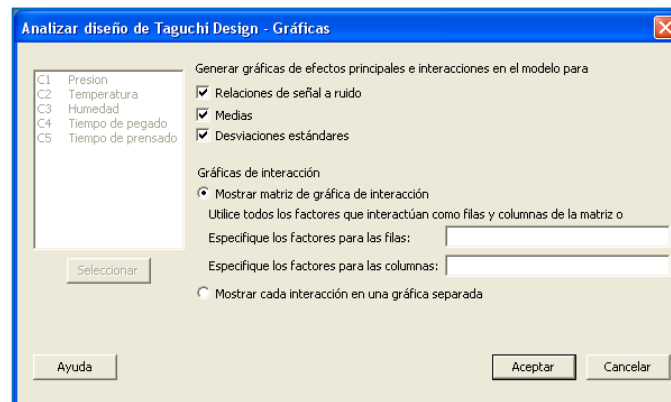 Analizar diseño de Taguchi Design - Gráficas
C1 Presion
C2 Temperatura
C3 Humedad
C4 Tiempo de pegado
C5 Tiempo de prensado
Seleccionar
Generar gráficas de efectos principales e interacciones en el modelo para
Relaciones de señal a ruido
Medias
Desviaciones estándares
Gráficas de interacción
Mostrar matriz de gráfica de interacción
Utilice todos los factores que interactúan como filas y columnas de la matriz o
Especifique los factores para las filas:
Especifique los factores para las columnas:
Mostrar cada interacción en una gráfica separada
Ayuda
Aceptar
Cancelar